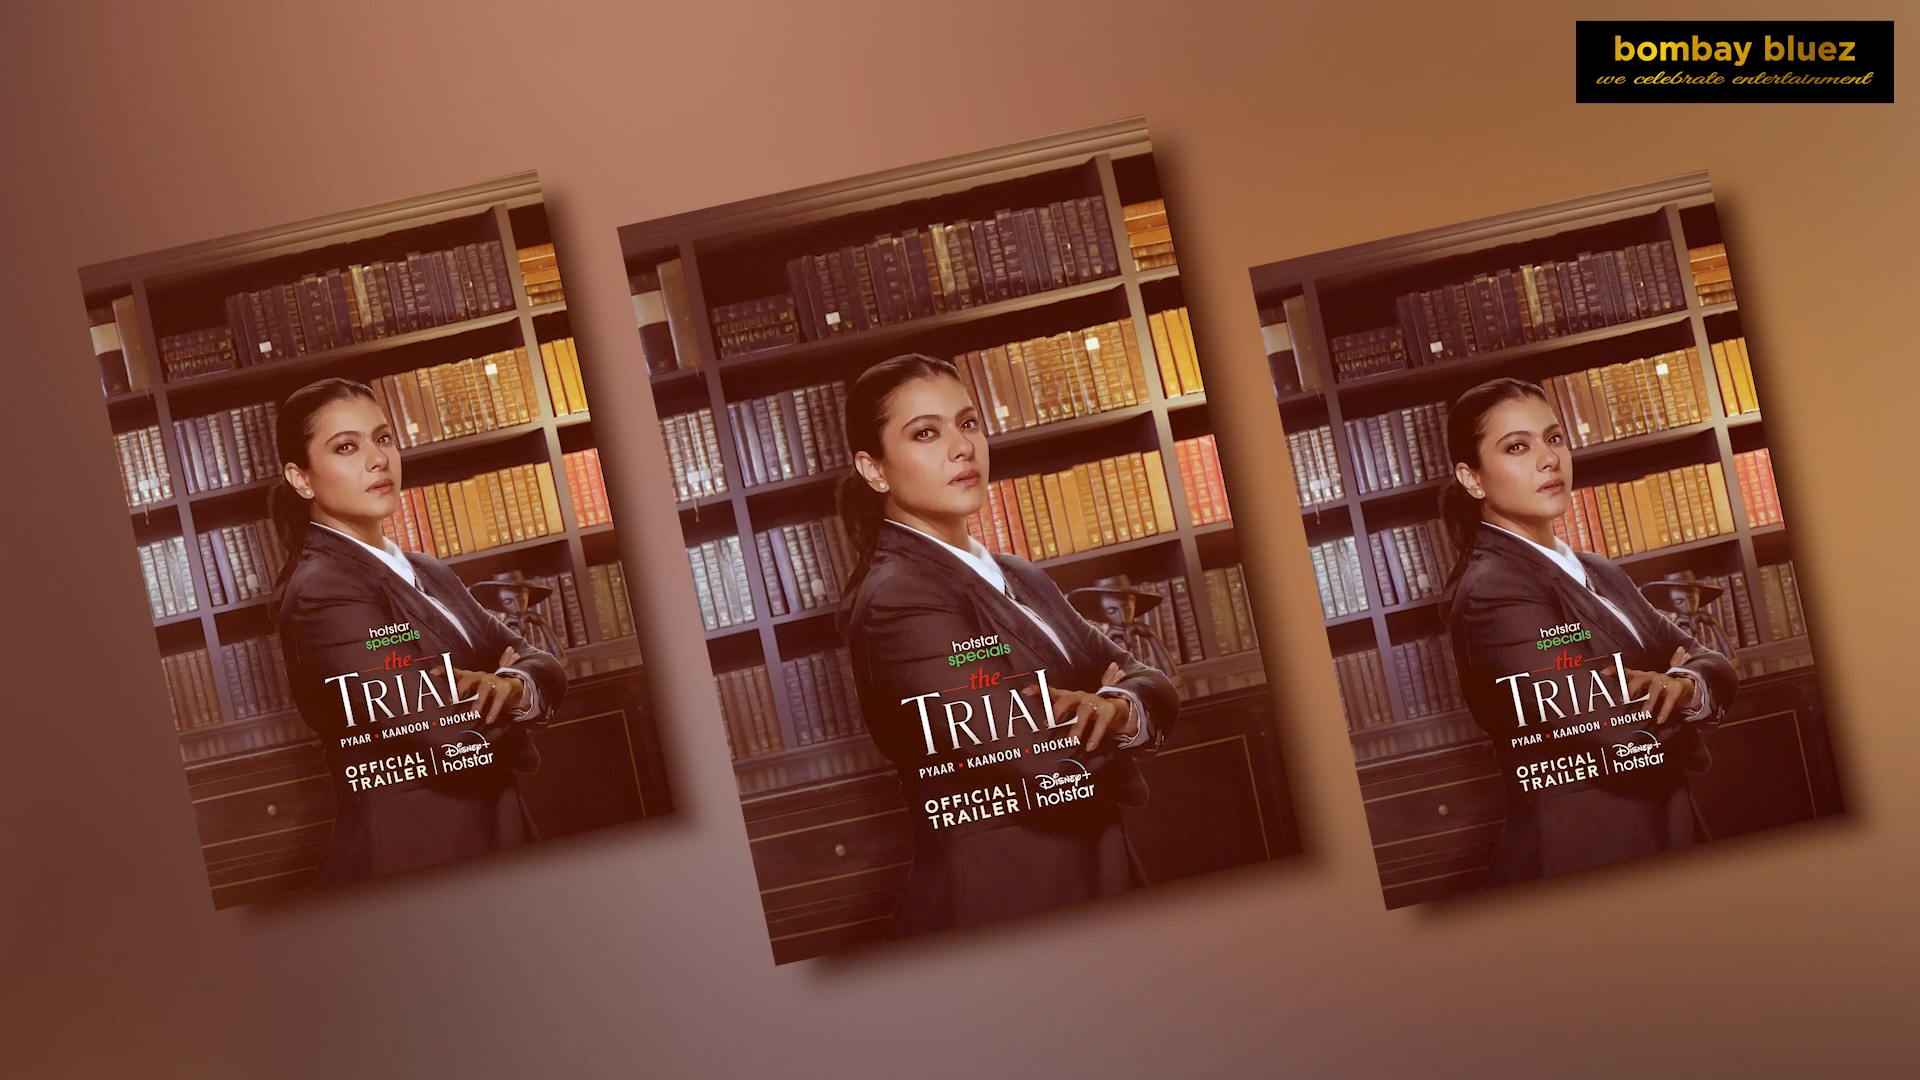 bombay bluez
we celebrate entertainment
hotstar
specials
the
TRIAL
PYAAR • KAANOON • DHOKHA
OFFICIAL
TRAILER
Disney+
hotstar
hotstar
specials
the
TRIAL
PYAAR • KAANOON • DHOKHA
OFFICIAL
TRAILER
Disney+
hotstar
hotstar
specials
the
TRIAL
PYAAR • KAANOON • DHOKHA
OFFICIAL
TRAILER
Disney+
hotstar